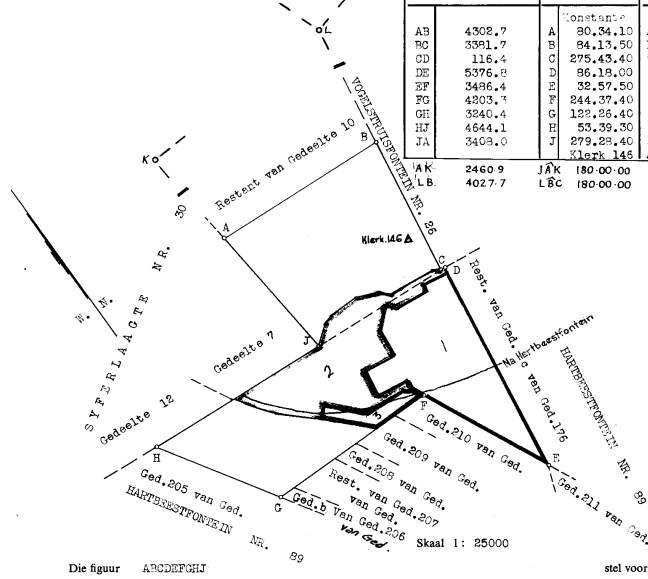 Konstante
AB 4302.7 A 80.34.10
BC 3381.7 B 84.13.50
CD 116.4 C 275.43.40
DE 5376.8 D 86.18.00
EF 3486.4 E 32.57.50
FG 4203.3 F 244.37.40
GH 3240.4 G 122.26.40
HJ 4644.1 H 53.39.30
JA 3408.0 J 279.28.40
Klerk 146
AK 2460.9 JÂK 180.00.00
LB. 4027.7 LB̂C 180.00.00
L
VOGELSTRUISFONTEIN NR. 26
B
Restant van Gedeelte 10
K
A
Klerk.146
SYFERLAAGTE NR. 30
W. N.
C D
Rest. van Ged. c van Ged.176
Na Hartbeesfontein
HARTBEESTFONTEIN NR. 89
J
Gedeelte 7
1
2
3
F
Gedeelte 12
H
E
Ged.210 van Ged.
Ged.209 van Ged.
Ged.208 van Ged.
Rest. van Ged.207 van Ged.
Ged.b van Ged.206 van Ged.
Ged.211 van Ged.
Ged.205 van Ged.
HARTBEESTFONTEIN NR. 89
G
Skaal 1: 25000
Die figuur ABCDEFGHJ stel voor